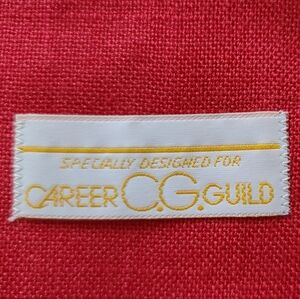 SPECIALLY DESIGNED FOR
CAREER C.G. GUILD